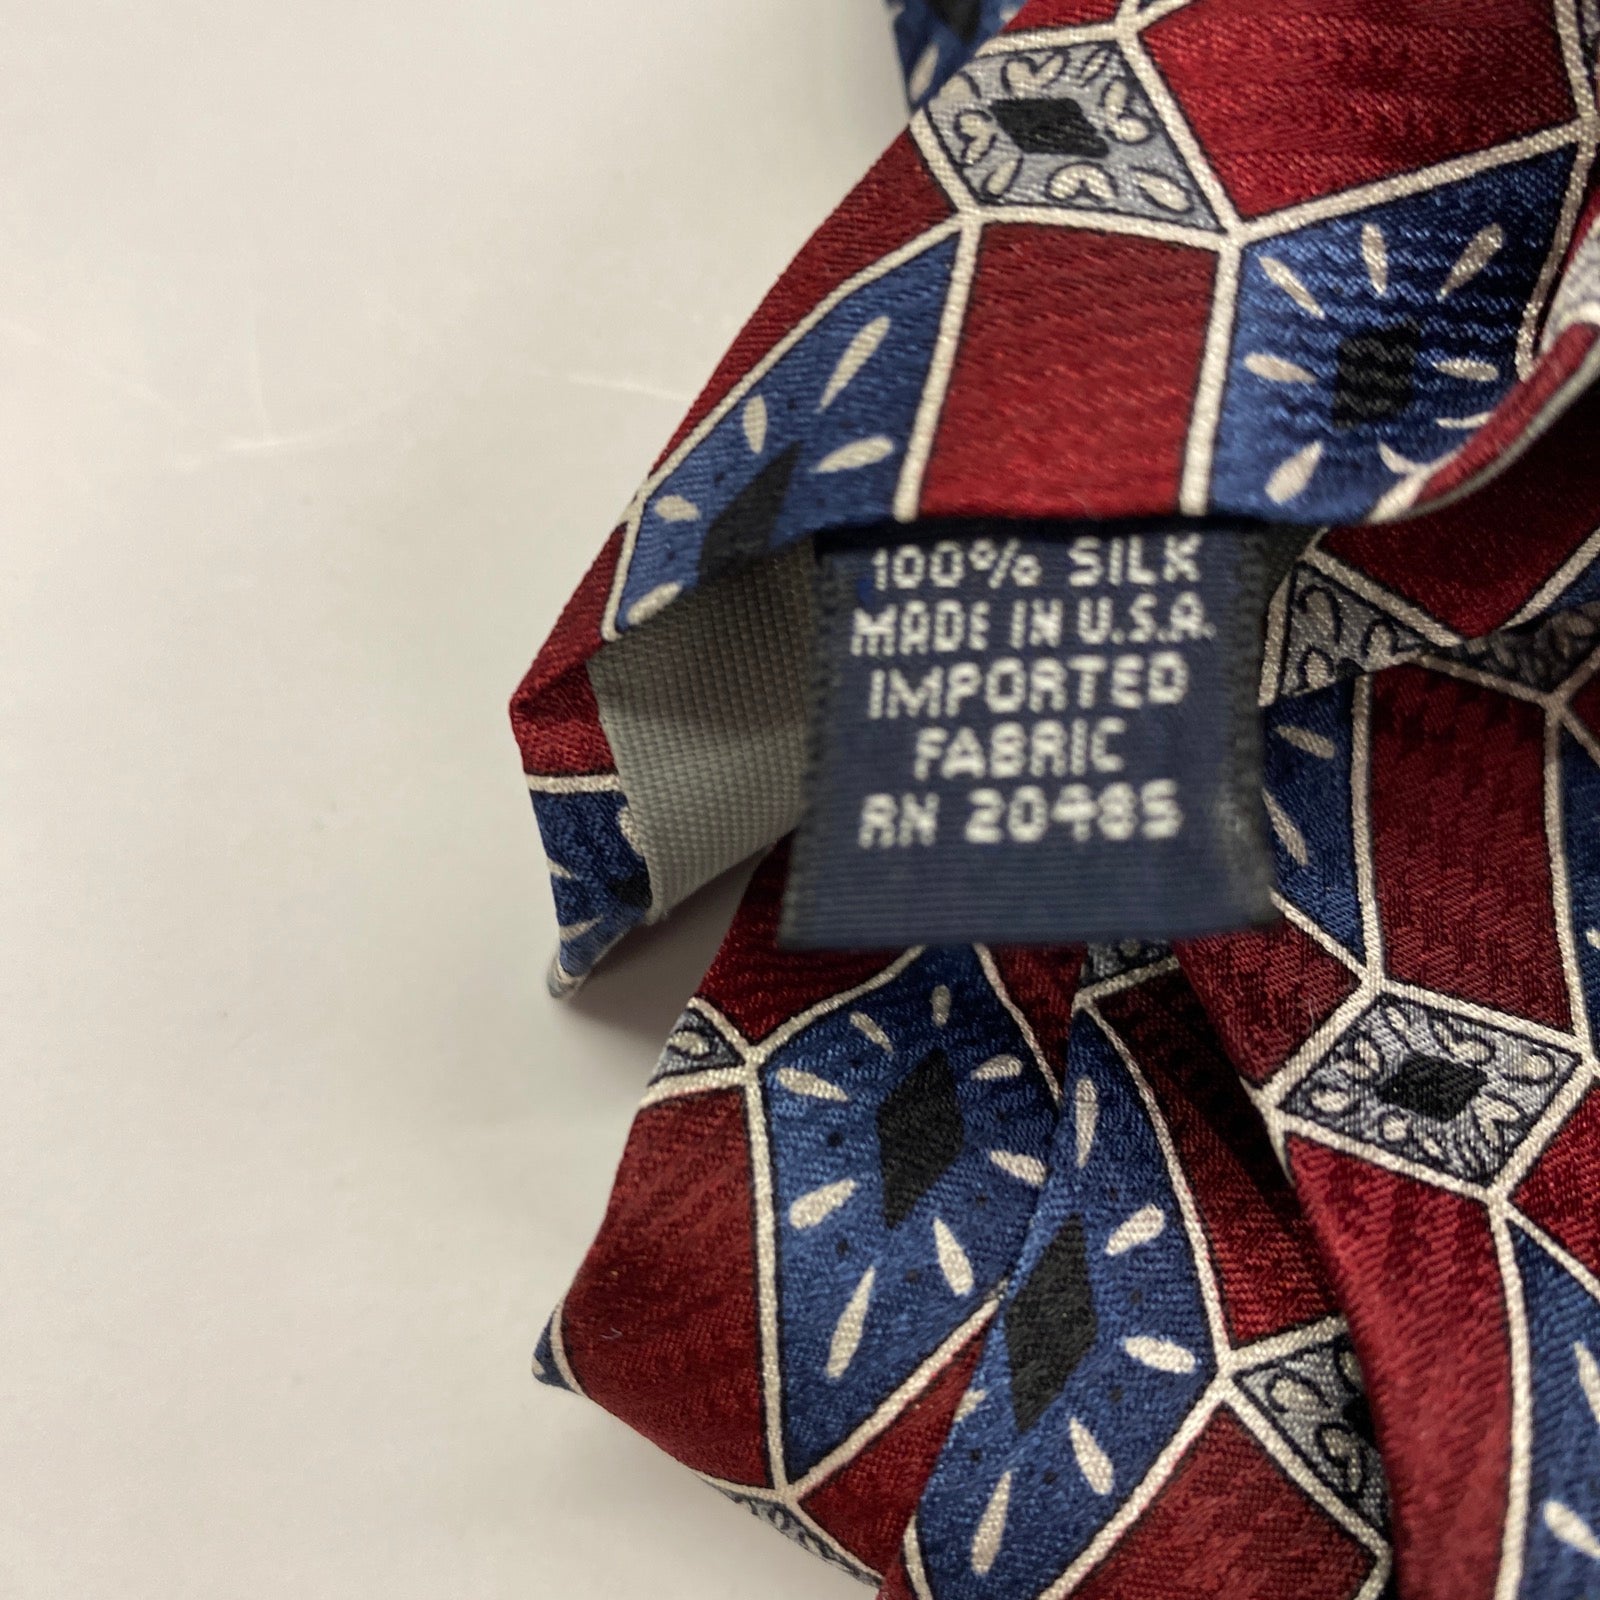 100% SILK
MADE IN U.S.A.
IMPORTED
FABRIC
RN 20485